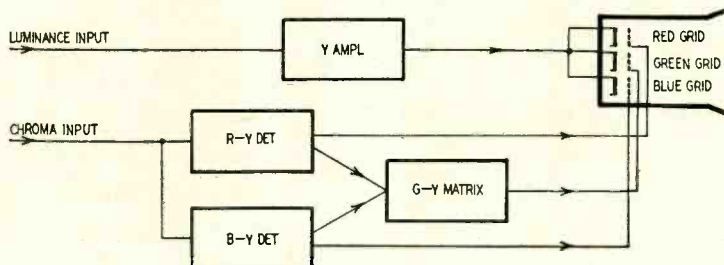 LUMINANCE INPUT
Y AMPL
RED GRID
GREEN GRID
BLUE GRID
CHROMA INPUT
R-Y DET
G-Y MATRIX
B-Y DET